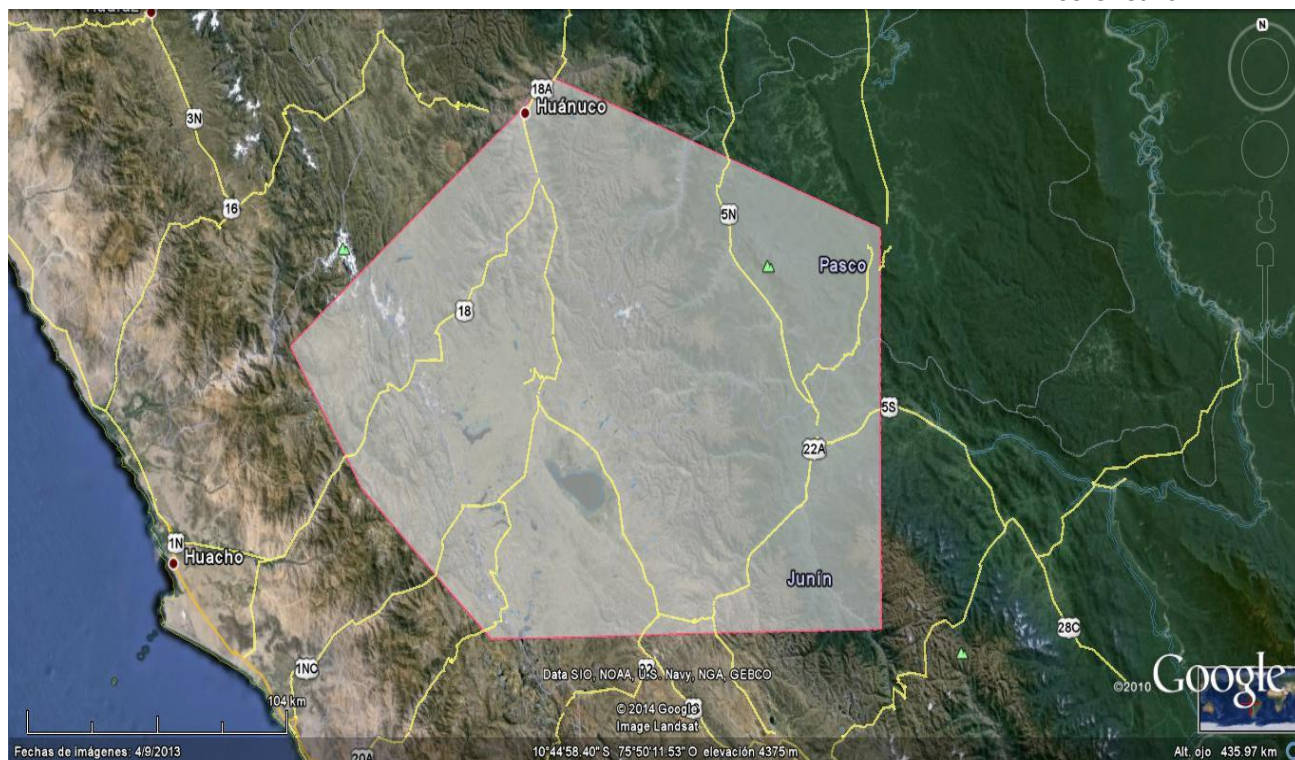 N
18A
Huánuco
3N
16
5N
Pasco
18
5S
22A
1N
Huacho
Junín
28C
1NC
Data SIO, NOAA, U.S. Navy, NGA, GEBCO
©2010 Google
104 km
© 2014 Google
Image Landsat
20A
Fechas de imágenes: 4/9/2013
10°44'58.40" S 75°50'11.53" O elevación 4375 m
Alt. ojo 435.97 km